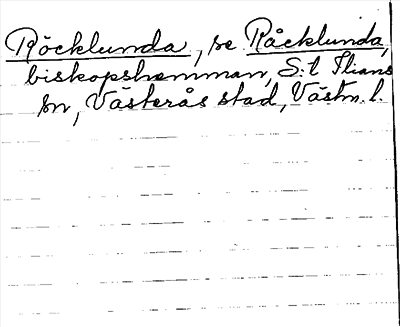 Röcklunda, se Råcklunda,
biskopshemman, S:t Ilians
sn, Västerås stad, Västm. l.